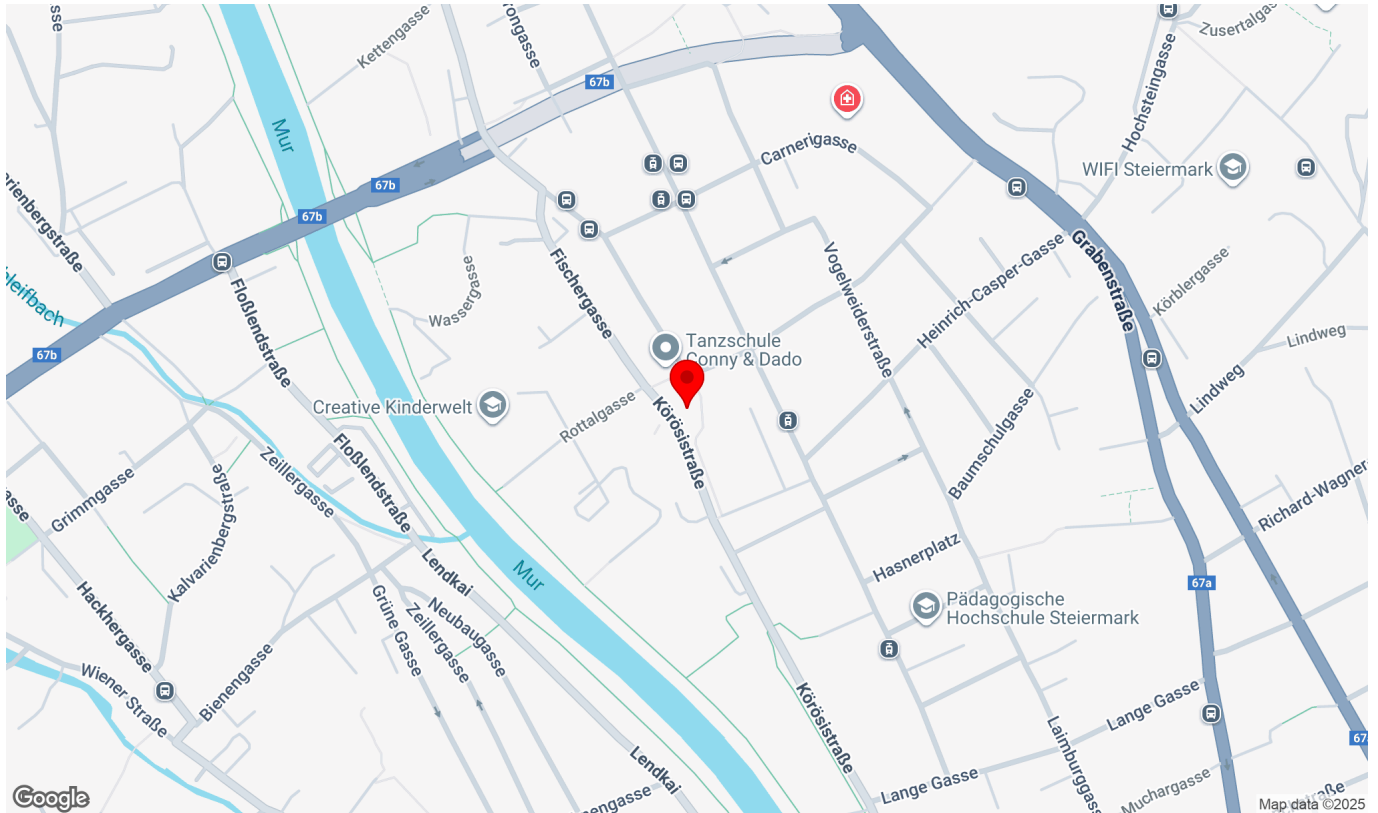 Kettengasse
67b
Zusertalgas
Hochsteingasse
Mur
Carnerigasse
WIFI Steiermark
67b
67b
Fischergasse
Wassergasse
Vogelweiderstraße
Heinrich-Casper-Gasse
Grabenstraße
Körblergasse
Floßlendstraße
67b
Tanzschule
Conny & Dado
Lindweg
Lindweg
Creative Kinderwelt
Rottalgasse
Körösistraße
Baumschulgasse
Floßlendstraße
Zeillergasse
Grimmgasse
Kalvarienbergstraße
Richard-Wagner-
Hasnerplatz
Lendkai
Mur
67a
Hackhergasse
Grüne Gasse
Zeillergasse
Neubaugasse
Pädagogische
Hochschule Steiermark
Bienengasse
Wiener Straße
Körösistraße
Lange Gasse
Laimburggass
Lendkai
Lange Gasse
Muchargasse
67a
Google
Map data ©2025